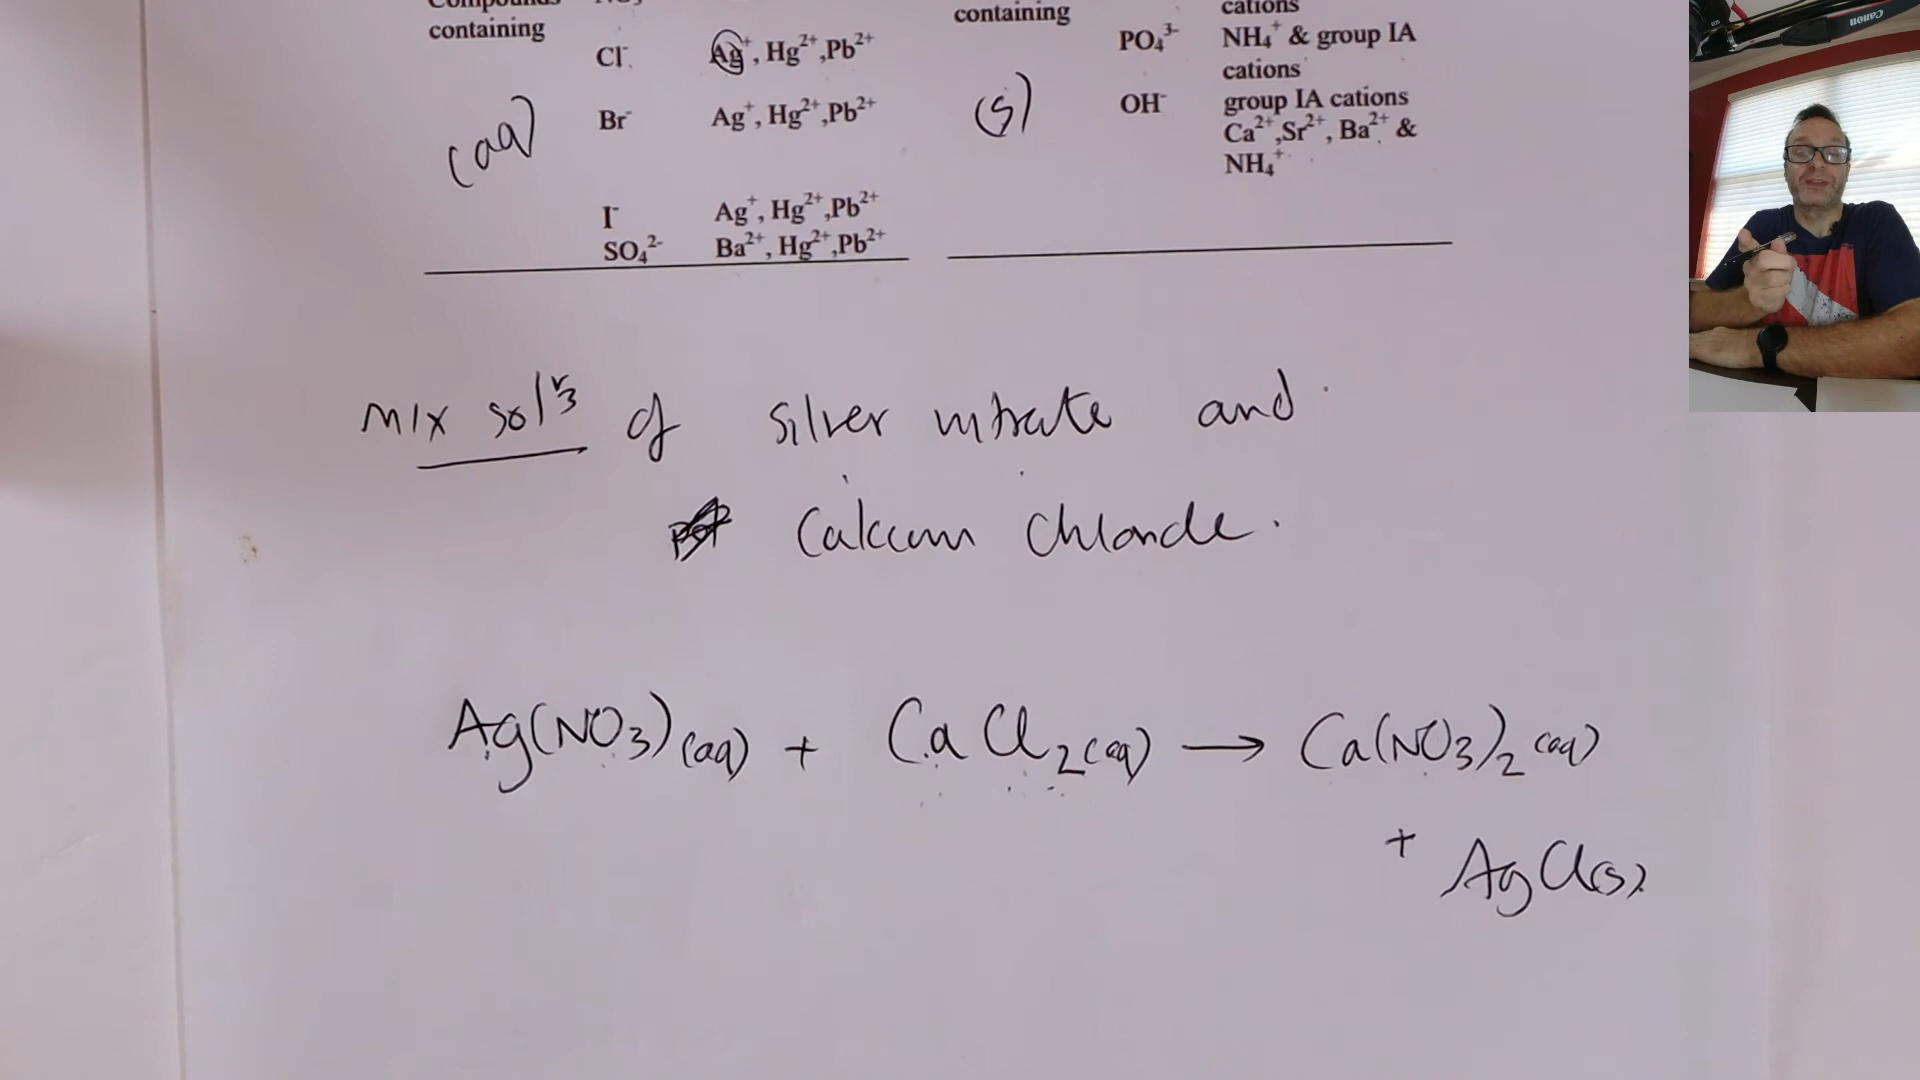 containing
Cl⁻ Ag⁺, Hg²⁺,Pb²⁺
(aq) Br⁻ Ag⁺, Hg²⁺,Pb²⁺
I⁻ Ag⁺, Hg²⁺,Pb²⁺
SO₄²⁻ Ba²⁺, Hg²⁺,Pb²⁺
containing
cations
PO₄³⁻ NH₄⁺ & group IA
cations
(s) OH⁻ group IA cations
Ca²⁺,Sr²⁺, Ba²⁺ &
NH₄⁺
mix solⁿs of silver nitrate and
Calcium Chloride.
Ag(NO₃)(aq) + CaCl₂(aq) → Ca(NO₃)₂(aq)
+ AgCl(s)
Canon